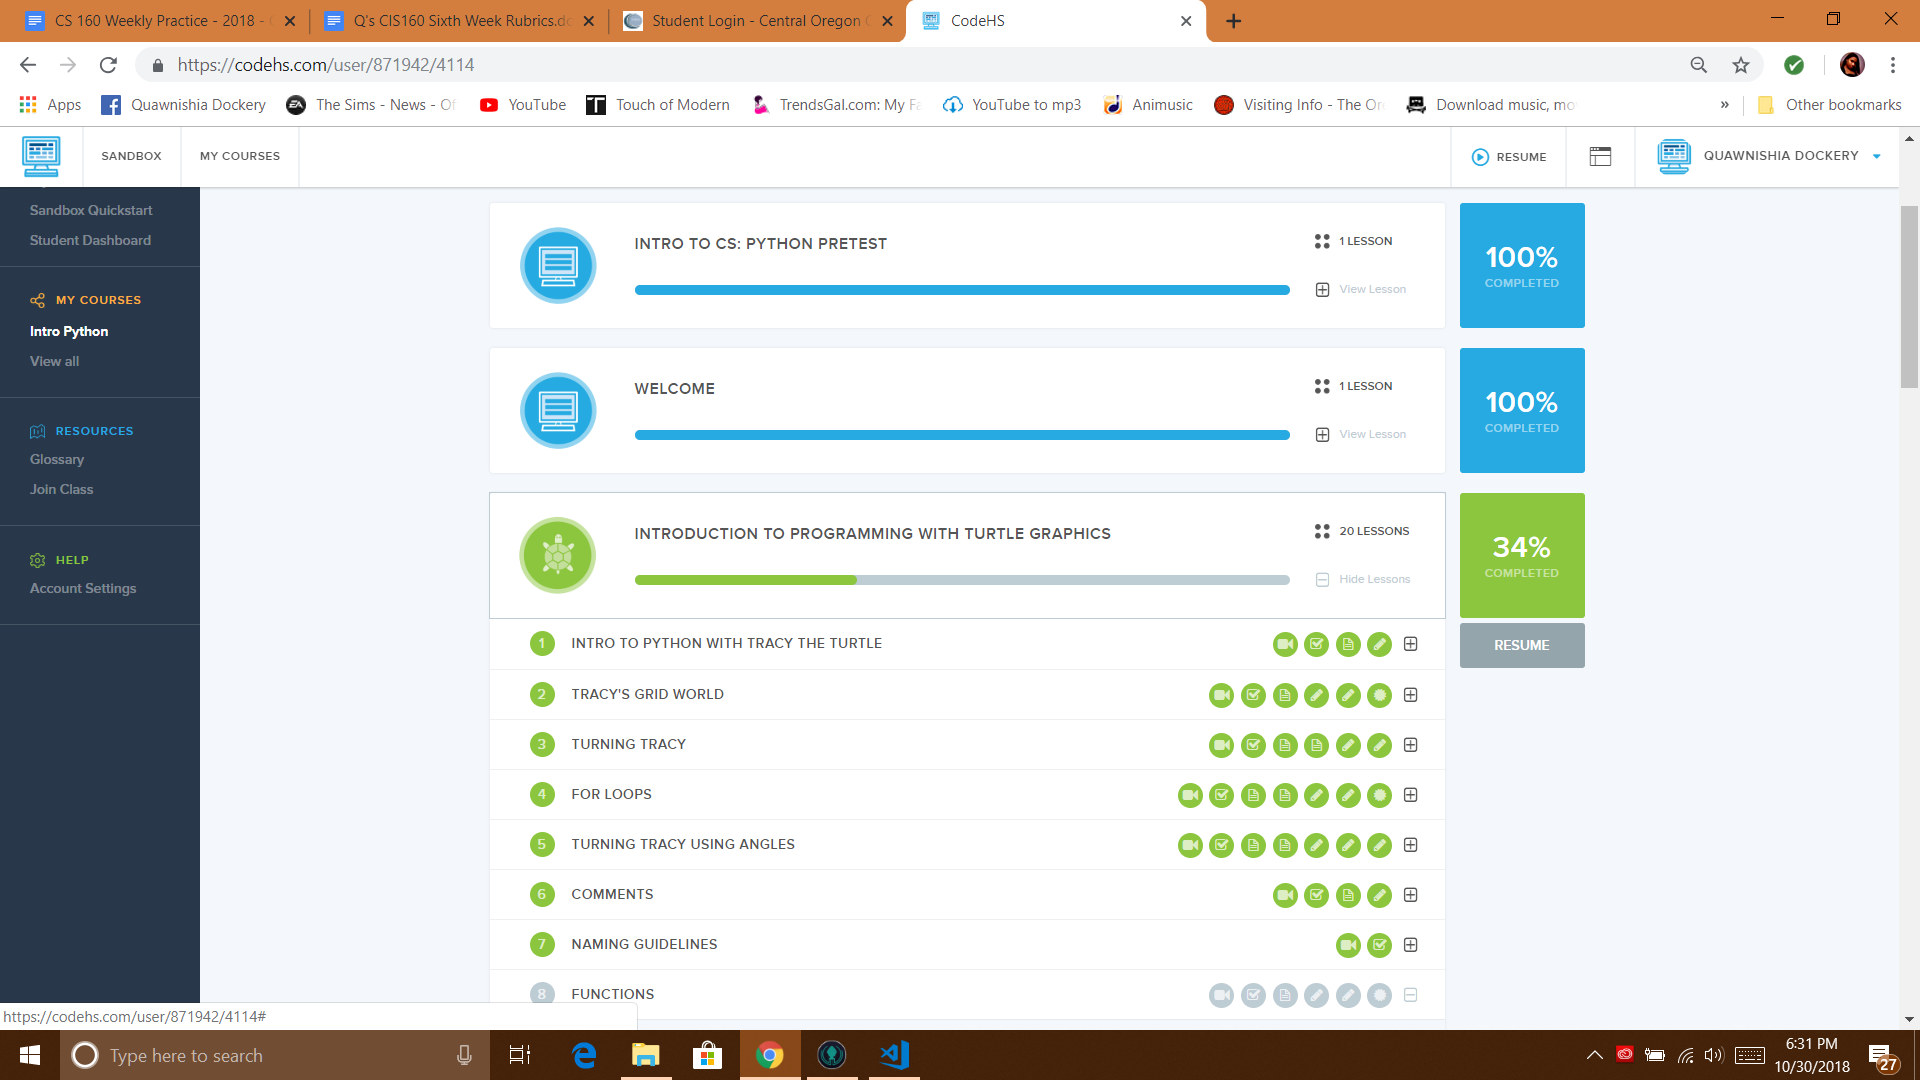 CS 160 Weekly Practice - 2018 -
Q's CIS160 Sixth Week Rubrics.do
Student Login - Central Oregon C
CodeHS
https://codehs.com/user/871942/4114
Apps
Quawnishia Dockery
EA
The Sims - News - Of
YouTube
T
Touch of Modern
TrendsGal.com: My Fa
YouTube to mp3
Animusic
Visiting Info - The Or
Download music, mo
»
Other bookmarks
SANDBOX
MY COURSES
RESUME
QUAWNISHIA DOCKERY
Sandbox Quickstart
Student Dashboard
MY COURSES
Intro Python
View all
RESOURCES
Glossary
Join Class
HELP
Account Settings
INTRO TO CS: PYTHON PRETEST
1 LESSON
View Lesson
100%
COMPLETED
WELCOME
1 LESSON
View Lesson
100%
COMPLETED
INTRODUCTION TO PROGRAMMING WITH TURTLE GRAPHICS
20 LESSONS
Hide Lessons
34%
COMPLETED
RESUME
1 INTRO TO PYTHON WITH TRACY THE TURTLE
2 TRACY'S GRID WORLD
3 TURNING TRACY
4 FOR LOOPS
5 TURNING TRACY USING ANGLES
6 COMMENTS
7 NAMING GUIDELINES
8 FUNCTIONS
https://codehs.com/user/871942/4114#
Type here to search
6:31 PM
10/30/2018
27